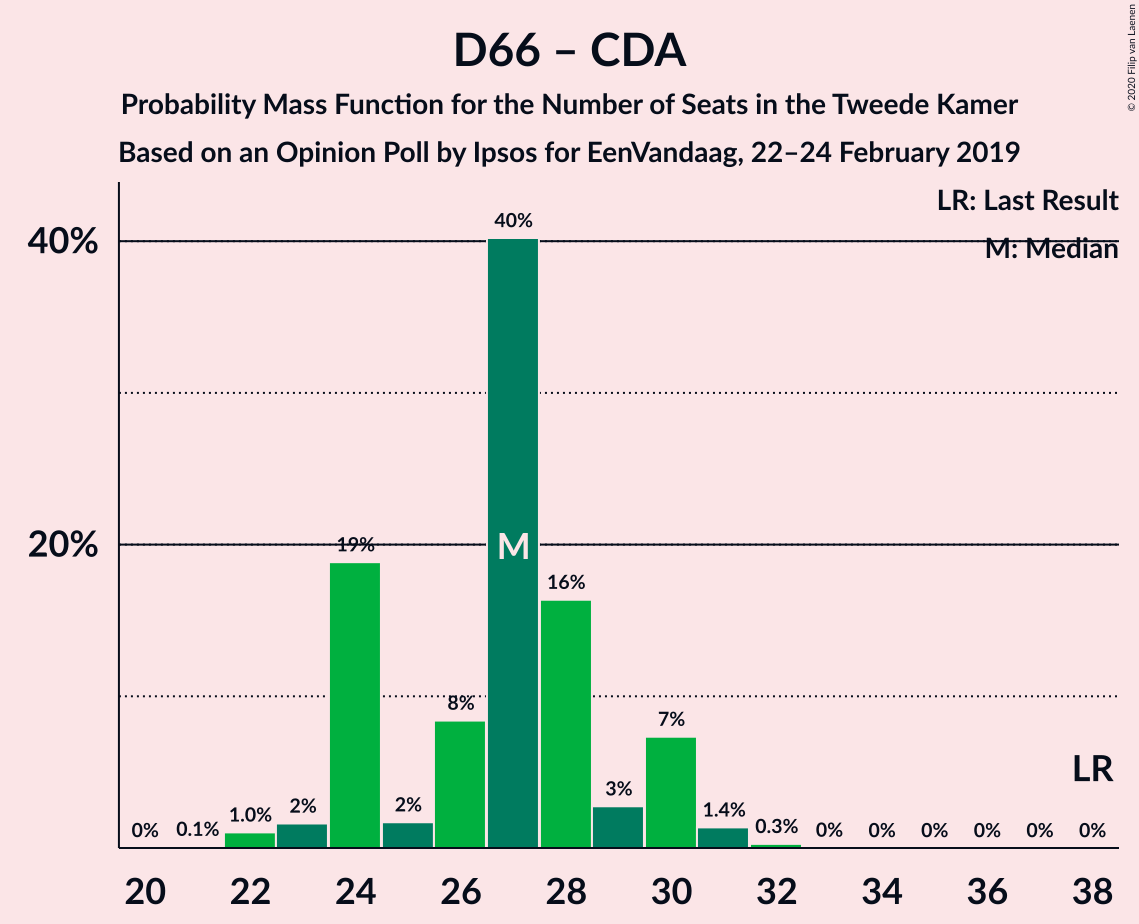 D66 – CDA
Probability Mass Function for the Number of Seats in the Tweede Kamer
Based on an Opinion Poll by Ipsos for EenVandaag, 22–24 February 2019
© 2020 Filip van Laenen
LR: Last Result
M: Median
40%
20%
0%
0.1%
1.0%
2%
19%
2%
8%
40%
M
16%
3%
7%
1.4%
0.3%
0%
0%
0%
0%
0%
0%
LR
20 22 24 26 28 30 32 34 36 38